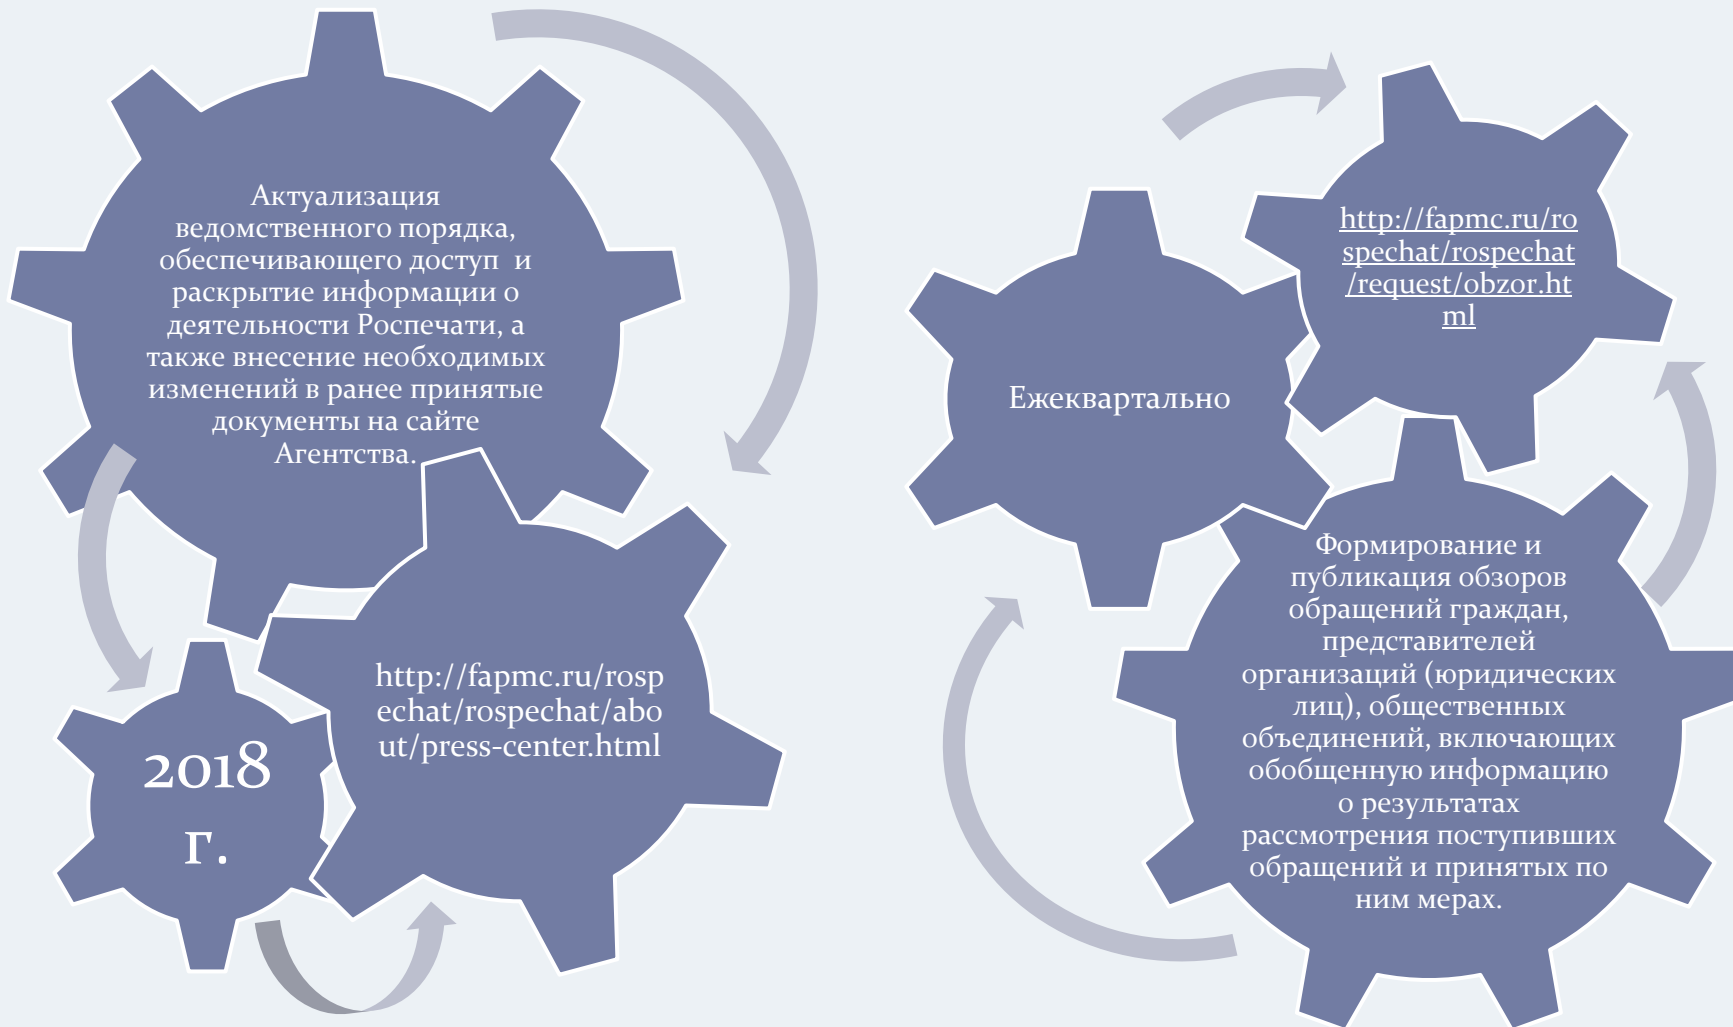 Актуализация
ведомственного порядка,
обеспечивающего доступ и
раскрытие информации о
деятельности Роспечати, а
также внесение необходимых
изменений в ранее принятые
документы на сайте
Агентства.
2018
г.
http://fapmc.ru/rosp
echat/rospechat/abo
ut/press-center.html
Ежеквартально
http://fapmc.ru/ro
spechat/rospechat
/request/obzor.ht
ml
Формирование и
публикация обзоров
обращений граждан,
представителей
организаций (юридических
лиц), общественных
объединений, включающих
обобщенную информацию
о результатах
рассмотрения поступивших
обращений и принятых по
ним мерах.